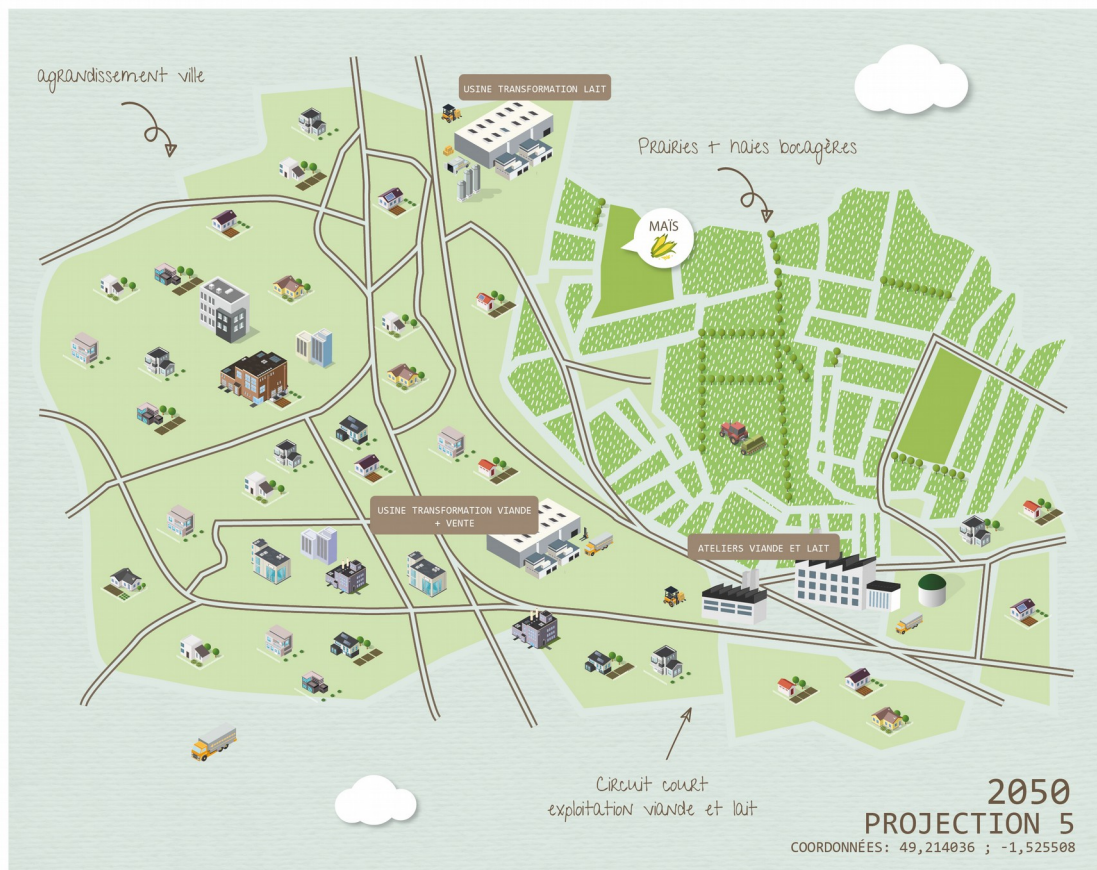 agrandissement ville
USINE TRANSFORMATION LAIT
Prairies + haies bocagères
MAÏS
USINE TRANSFORMATION VIANDE
+ VENTE
ATELIERS VIANDE ET LAIT
Circuit court
exploitation viande et lait
2050
PROJECTION 5
COORDONNÉES: 49,214036 ; -1,525508